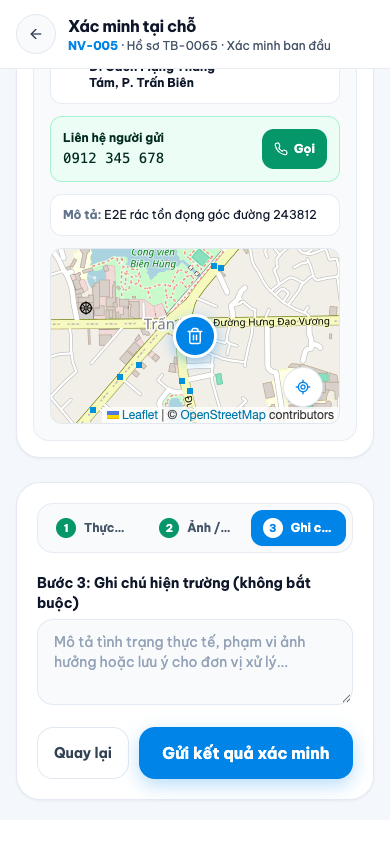 Xác minh tại chỗ
NV-005 · Hồ sơ TB-0065 · Xác minh ban đầu
Tám, P. Trấn Biên
Liên hệ người gửi
0912 345 678
Gọi
Mô tả: E2E rác tồn đọng góc đường 243812
Công viên
Biên Hùng
Trấn
Đường Hưng Đạo Vương
Leaflet | © OpenStreetMap contributors
1 Thực...
2 Ảnh /...
3 Ghi c...
Bước 3: Ghi chú hiện trường (không bắt
buộc)
Mô tả tình trạng thực tế, phạm vi ảnh
hưởng hoặc lưu ý cho đơn vị xử lý...
Quay lại
Gửi kết quả xác minh